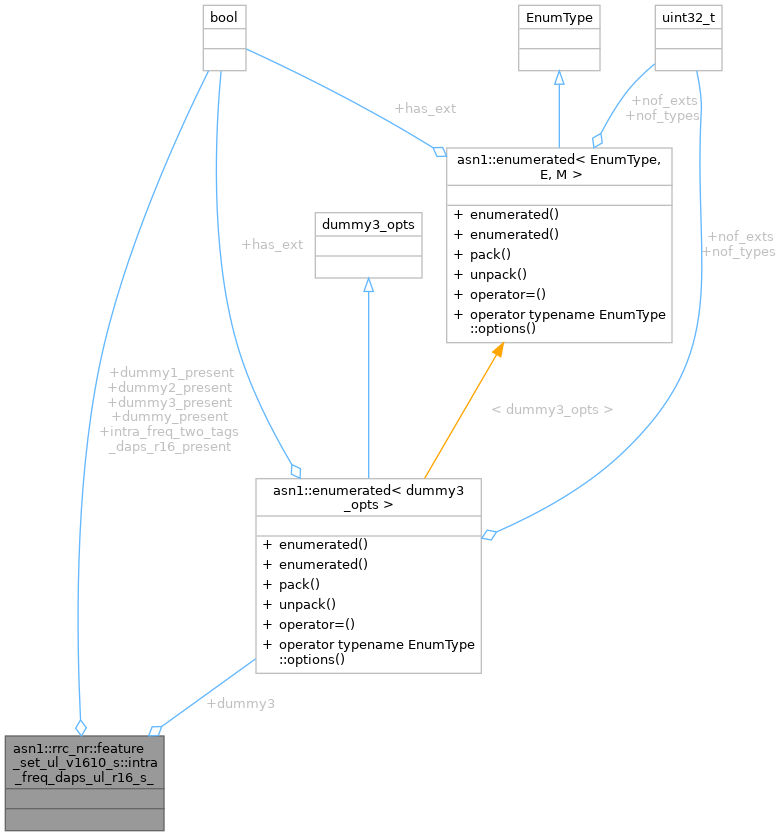 bool
EnumType
uint32_t
+has_ext
+nof_exts
+nof_types
asn1::enumerated< EnumType,
E, M >
+ enumerated()
+ enumerated()
+ pack()
+ unpack()
+ operator=()
+ operator typename EnumType
::options()
dummy3_opts
+has_ext
+nof_exts
+nof_types
+dummy1_present
+dummy2_present
+dummy3_present
+dummy_present
+intra_freq_two_tags
_daps_r16_present
< dummy3_opts >
asn1::enumerated< dummy3
_opts >
+ enumerated()
+ enumerated()
+ pack()
+ unpack()
+ operator=()
+ operator typename EnumType
::options()
+dummy3
asn1::rrc_nr::feature
_set_ul_v1610_s::intra
_freq_daps_ul_r16_s_